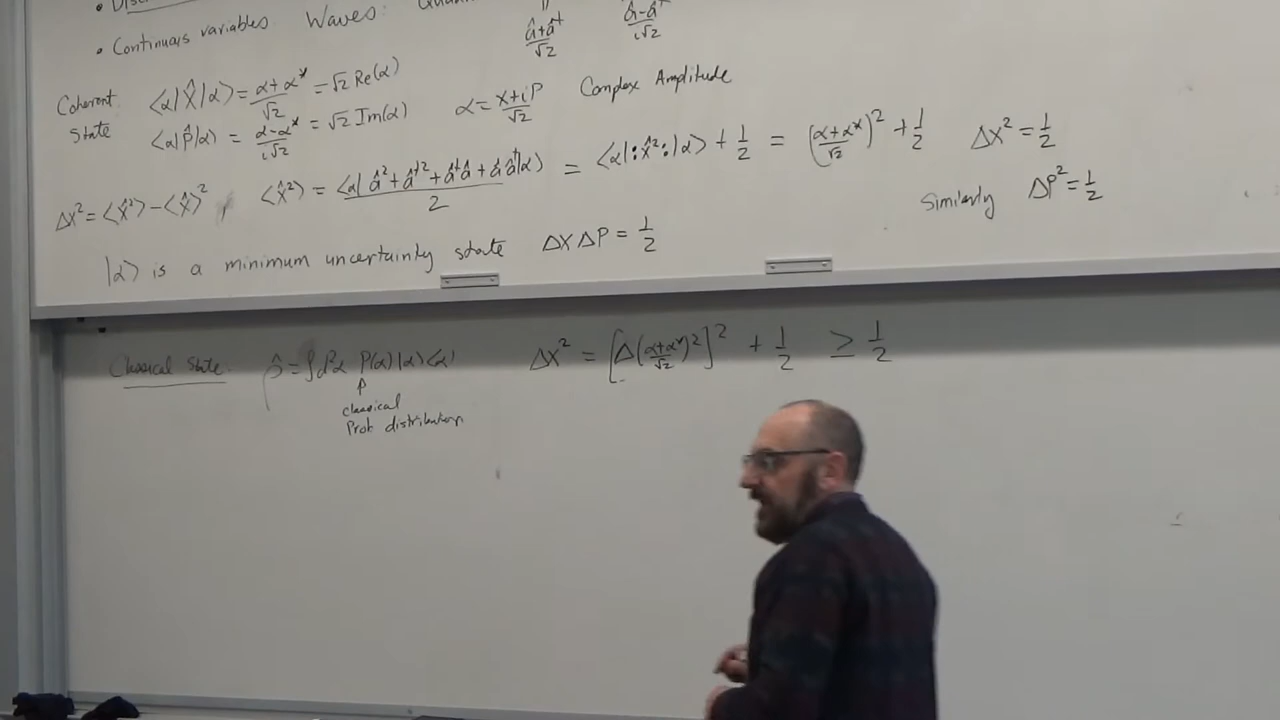 • Continuous variables Waves:
(â+â†)/√2 (â-â†)/i√2
Coherent State
⟨α|X̂|α⟩ = (α+α*)/√2 = √2 Re(α)
⟨α|P̂|α⟩ = (α-α*)/i√2 = √2 Im(α)
α = (x+iP)/√2 Complex Amplitude
Δx² = ⟨x̂²⟩ - ⟨x̂⟩², ⟨x̂²⟩ = ⟨α| â²+â†²+â†â+ââ†|α⟩/2 = ⟨α|:x̂²:|α⟩ + 1/2 = ((α+α*)/√2)² + 1/2 Δx² = 1/2
Similarly ΔP² = 1/2
|α⟩ is a minimum uncertainty state ΔX ΔP = 1/2
Classical State: ρ̂ = ∫d²α P(α)|α⟩⟨α| Δx² = [Δ((α+α*)/√2)²]² + 1/2 ≥ 1/2
classical
Prob distribution